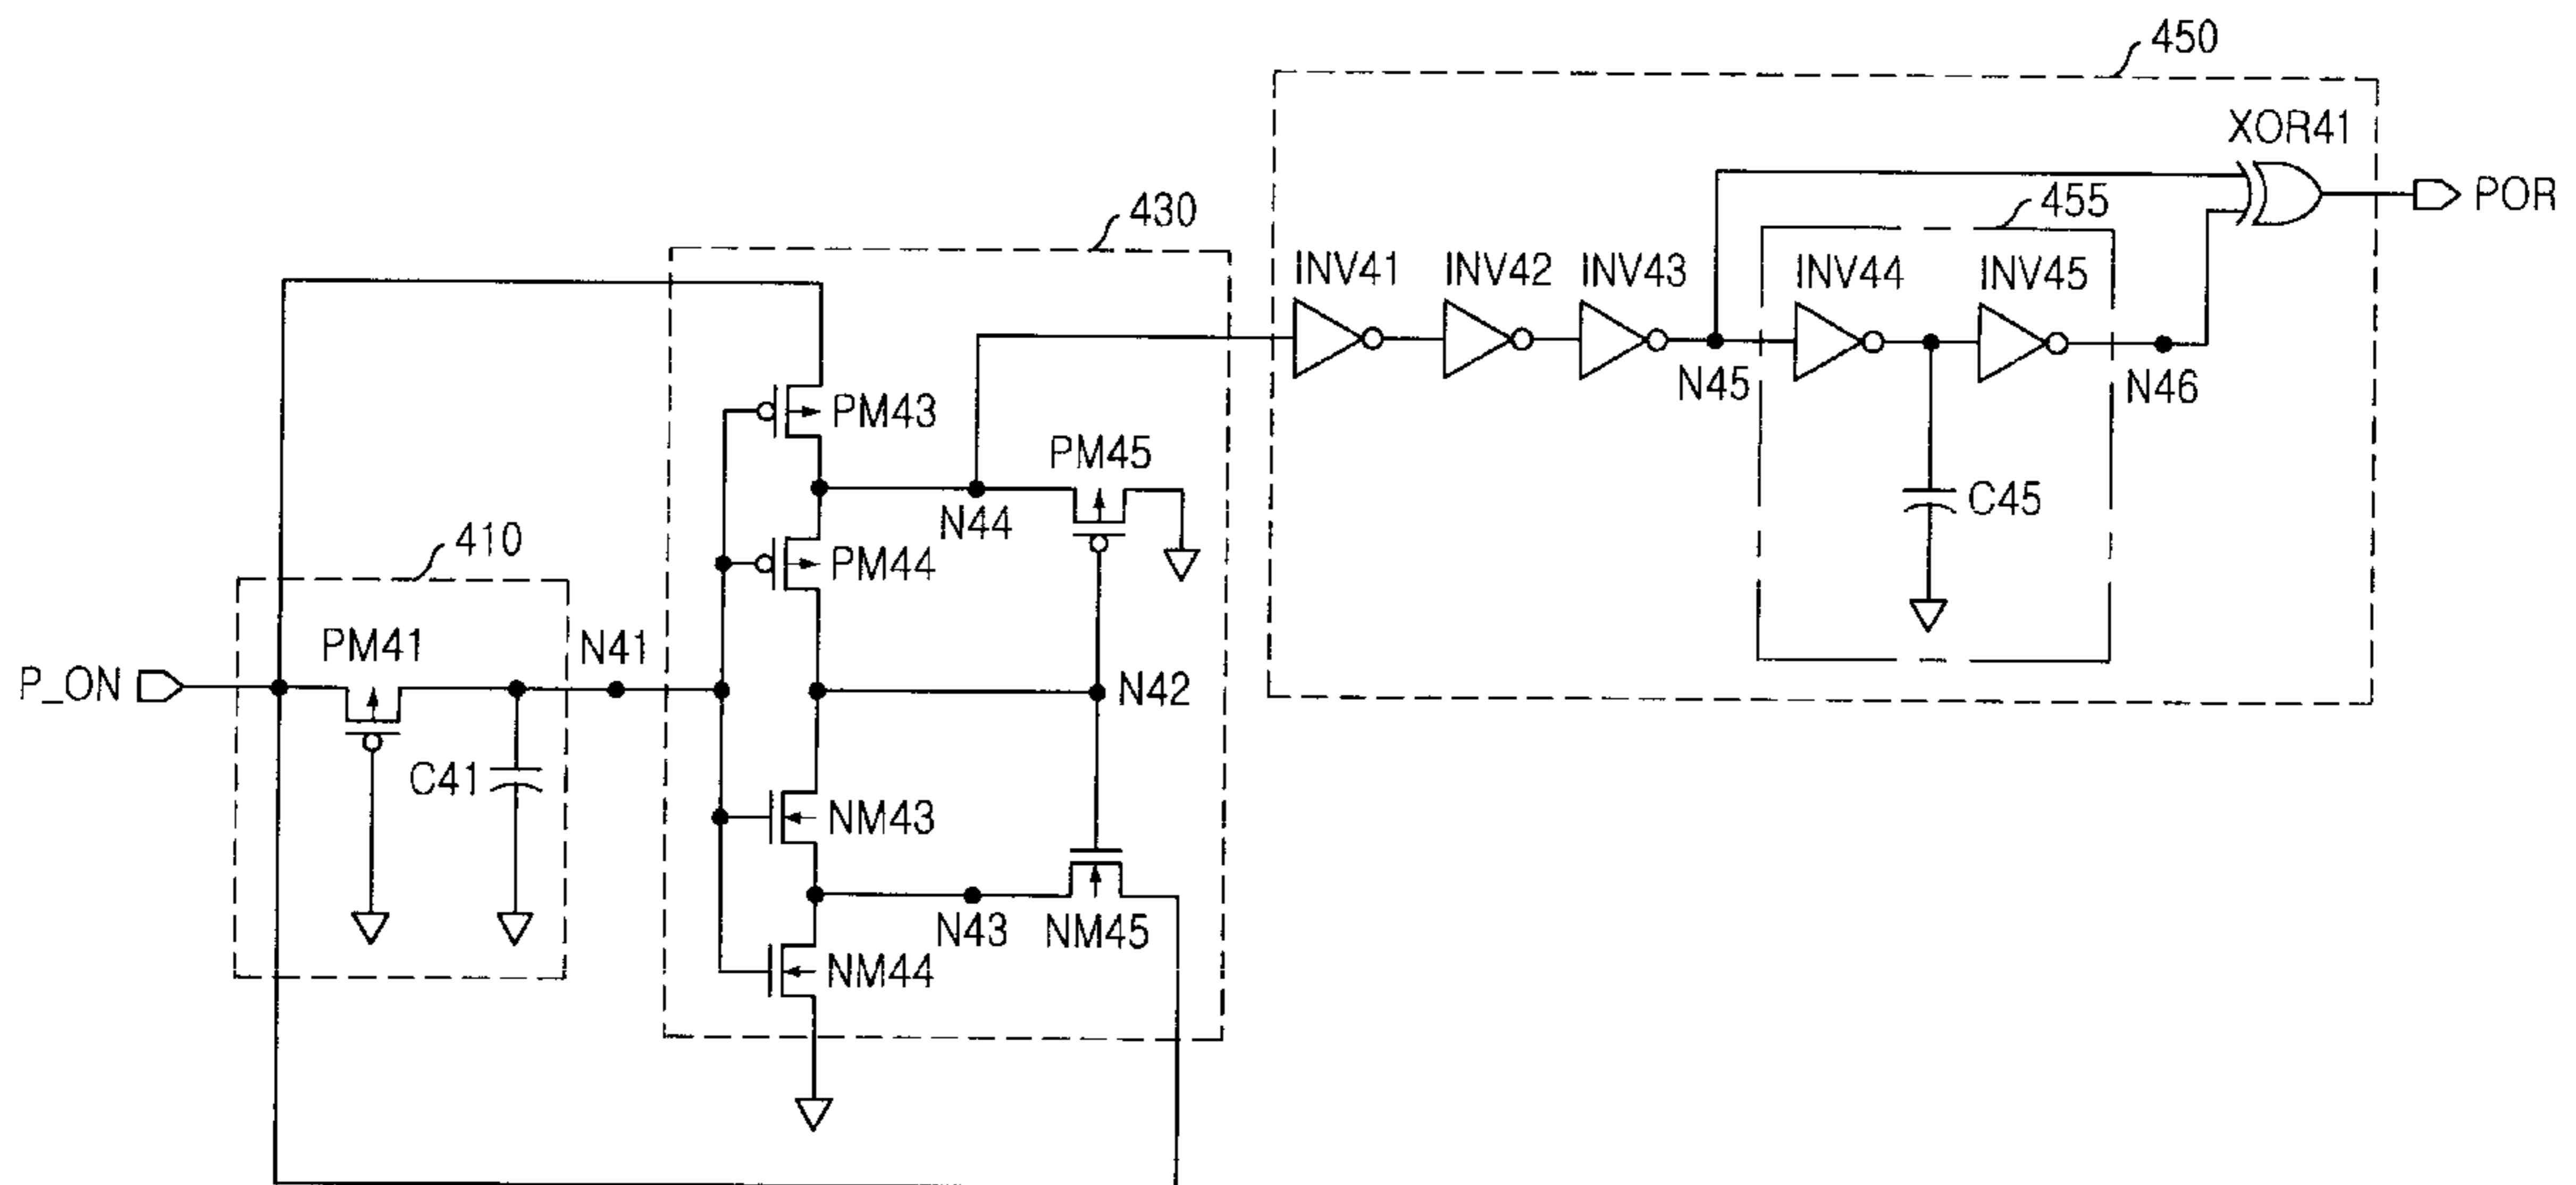 450
XOR41
POR
430
455
INV41
INV42
INV43
INV44
INV45
N45
N46
PM43
PM45
N44
C45
PM44
410
PM41
N41
P_ON
N42
C41
NM43
N43
NM45
NM44